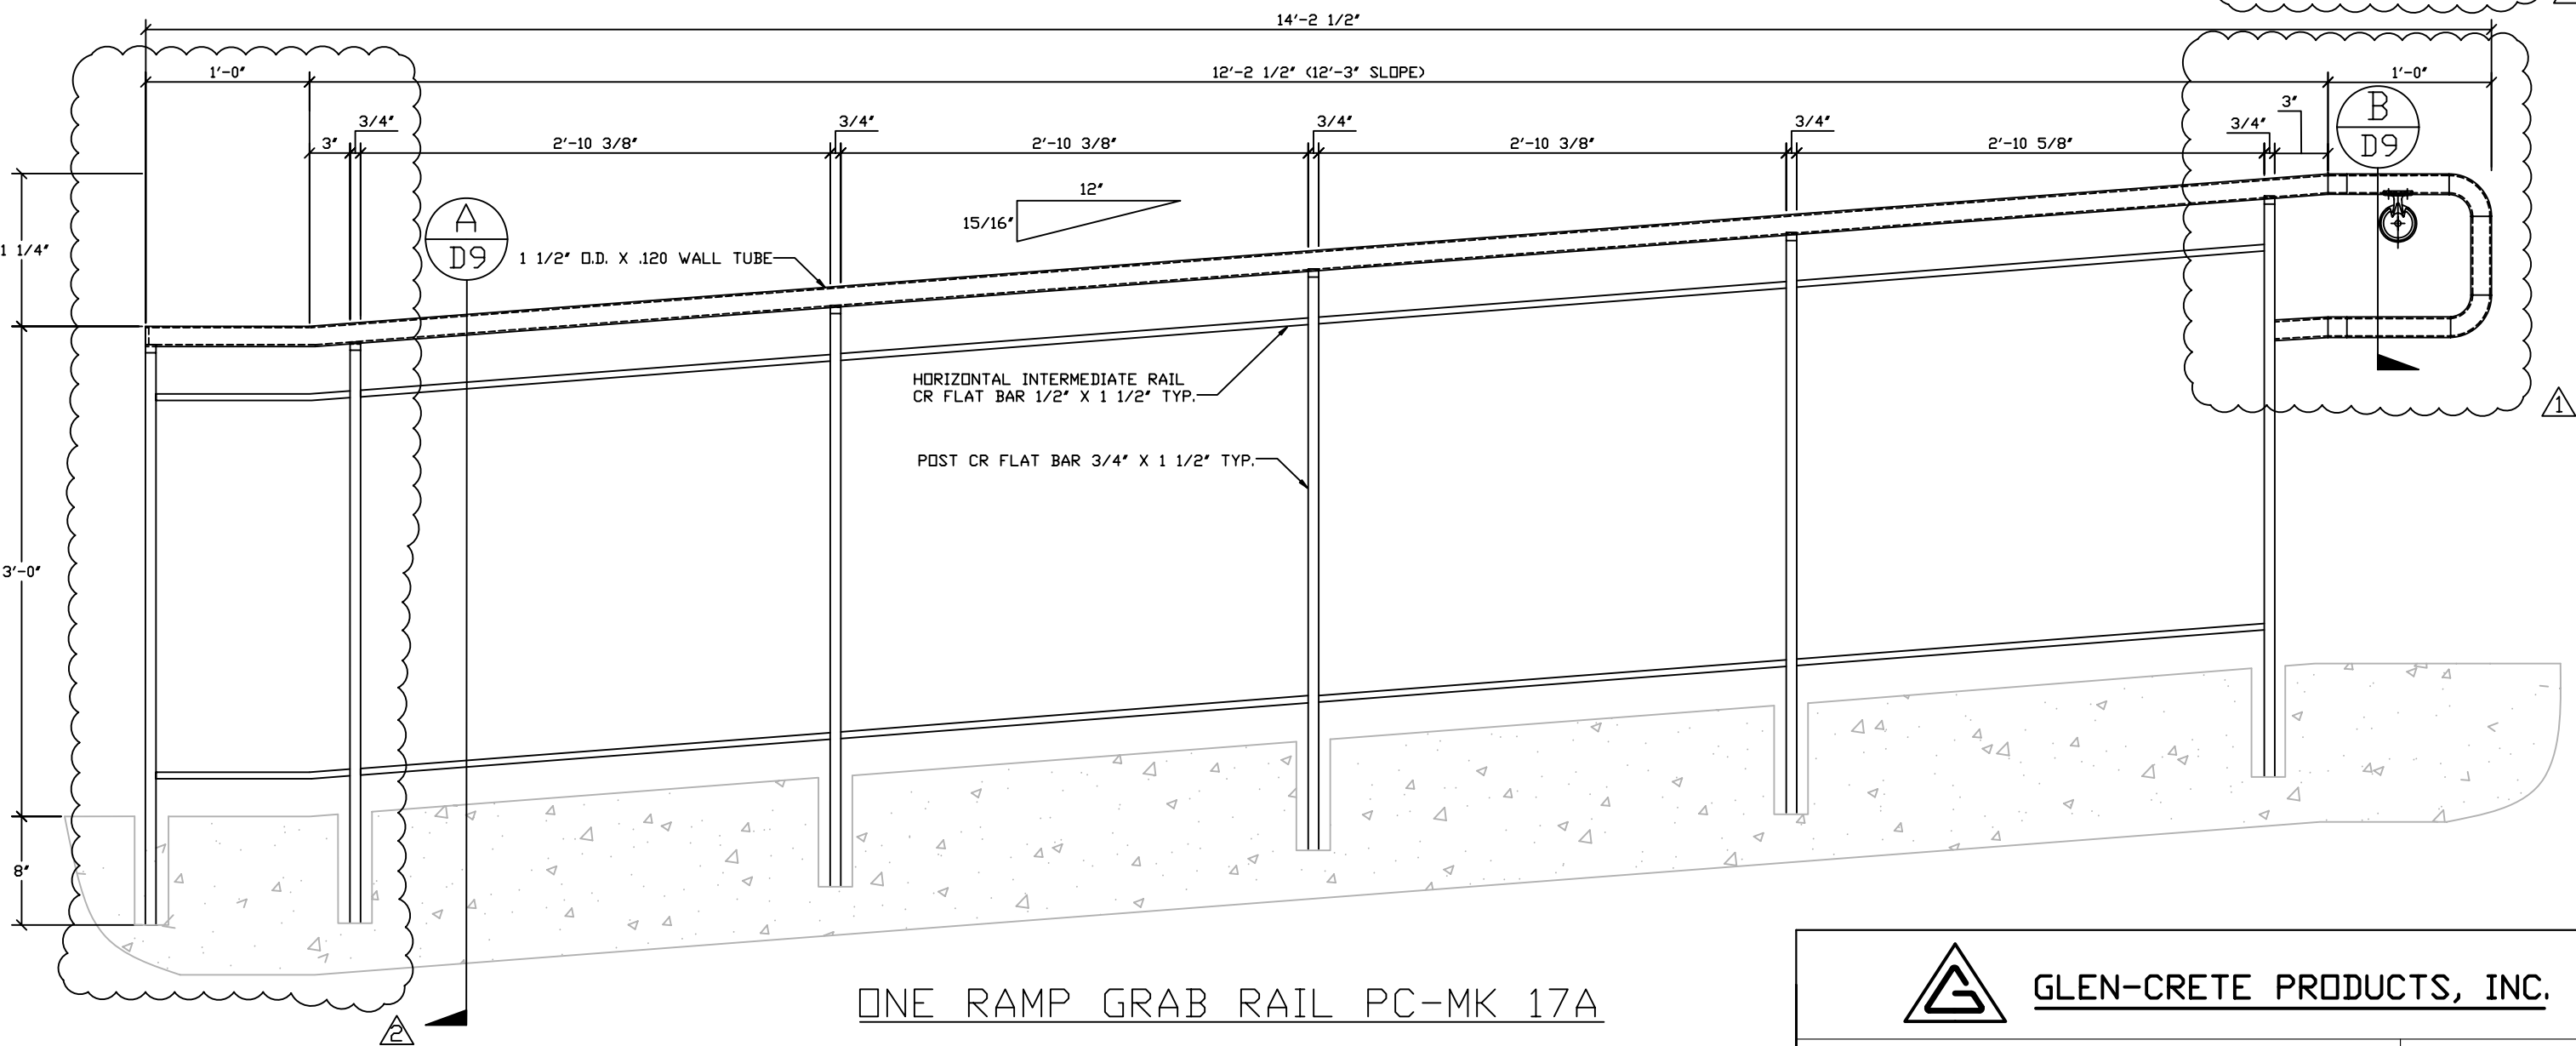 14'-2 1/2"
1'-0"
12'-2 1/2" (12'-3" SLOPE)
1'-0"
3"
3/4"
2'-10 3/8"
3/4"
2'-10 3/8"
3/4"
2'-10 3/8"
3/4"
2'-10 5/8"
3/4"
3"
B
D9
A
D9
12"
15/16"
1 1/4"
1 1/2" O.D. X .120 WALL TUBE
HORIZONTAL INTERMEDIATE RAIL
CR FLAT BAR 1/2" X 1 1/2" TYP.
1
POST CR FLAT BAR 3/4" X 1 1/2" TYP.
3'-0"
8"
ONE RAMP GRAB RAIL PC-MK 17A
2
GLEN-CRETE PRODUCTS, INC.